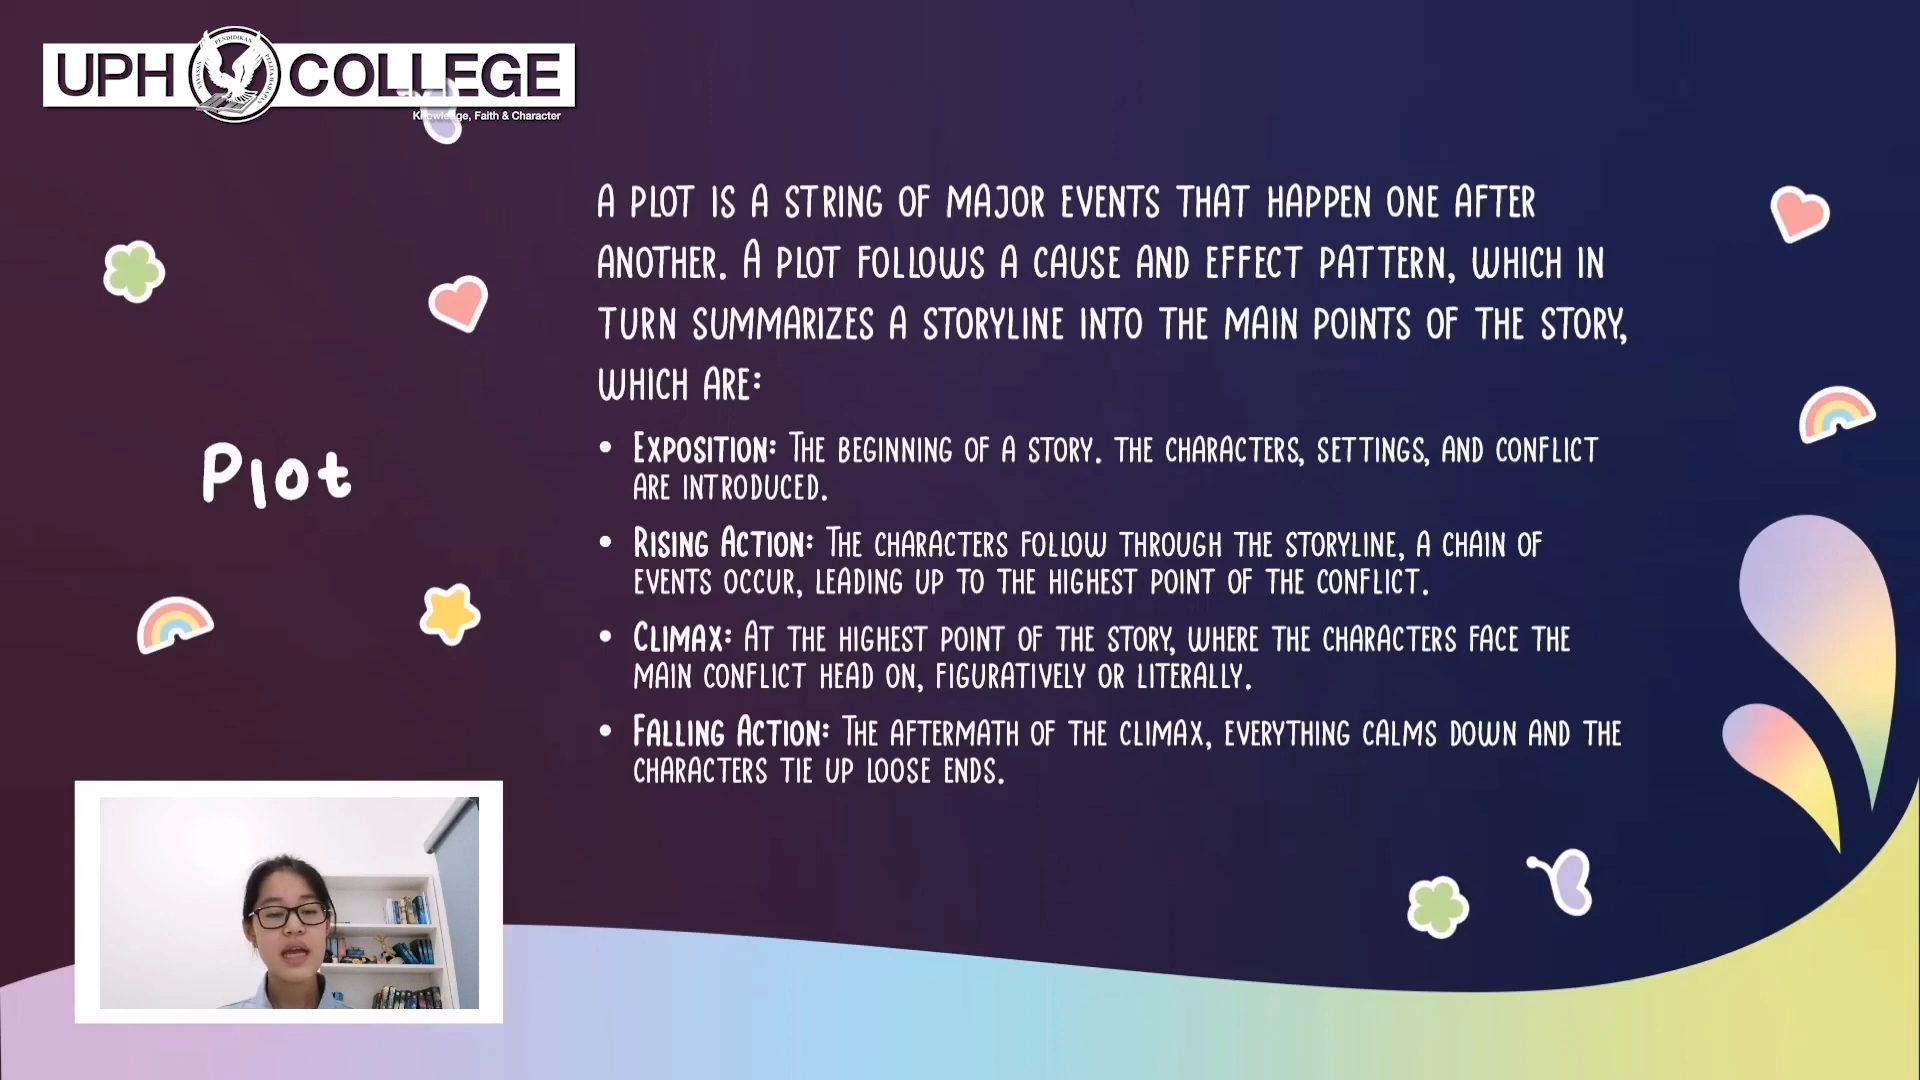 UPH COLLEGE
Knowledge, Faith & Character
A PLOT IS A STRING OF MAJOR EVENTS THAT HAPPEN ONE AFTER
ANOTHER. A PLOT FOLLOWS A CAUSE AND EFFECT PATTERN, WHICH IN
TURN SUMMARIZES A STORYLINE INTO THE MAIN POINTS OF THE STORY,
WHICH ARE:
Plot
• EXPOSITION: THE BEGINNING OF A STORY. THE CHARACTERS, SETTINGS, AND CONFLICT
ARE INTRODUCED.
• RISING ACTION: THE CHARACTERS FOLLOW THROUGH THE STORYLINE, A CHAIN OF
EVENTS OCCUR, LEADING UP TO THE HIGHEST POINT OF THE CONFLICT.
• CLIMAX: AT THE HIGHEST POINT OF THE STORY, WHERE THE CHARACTERS FACE THE
MAIN CONFLICT HEAD ON, FIGURATIVELY OR LITERALLY.
• FALLING ACTION: THE AFTERMATH OF THE CLIMAX, EVERYTHING CALMS DOWN AND THE
CHARACTERS TIE UP LOOSE ENDS.